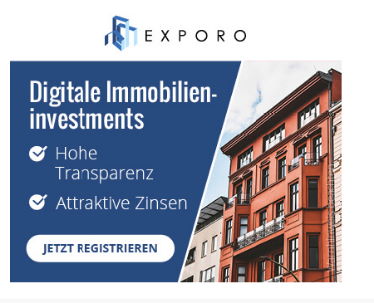 EXPORO
Digitale Immobilien-
investments
Hohe
Transparenz
Attraktive Zinsen
JETZT REGISTRIEREN